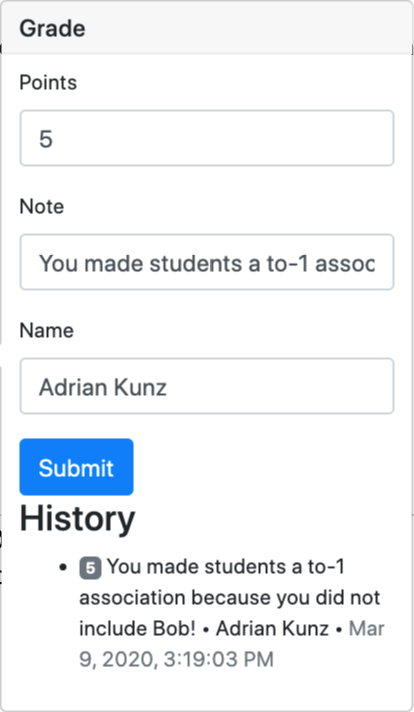 Grade
Points
5
Note
You made students a to-1 assoc
Name
Adrian Kunz
Submit
History
• 5 You made students a to-1
association because you did not
include Bob! • Adrian Kunz • Mar
9, 2020, 3:19:03 PM